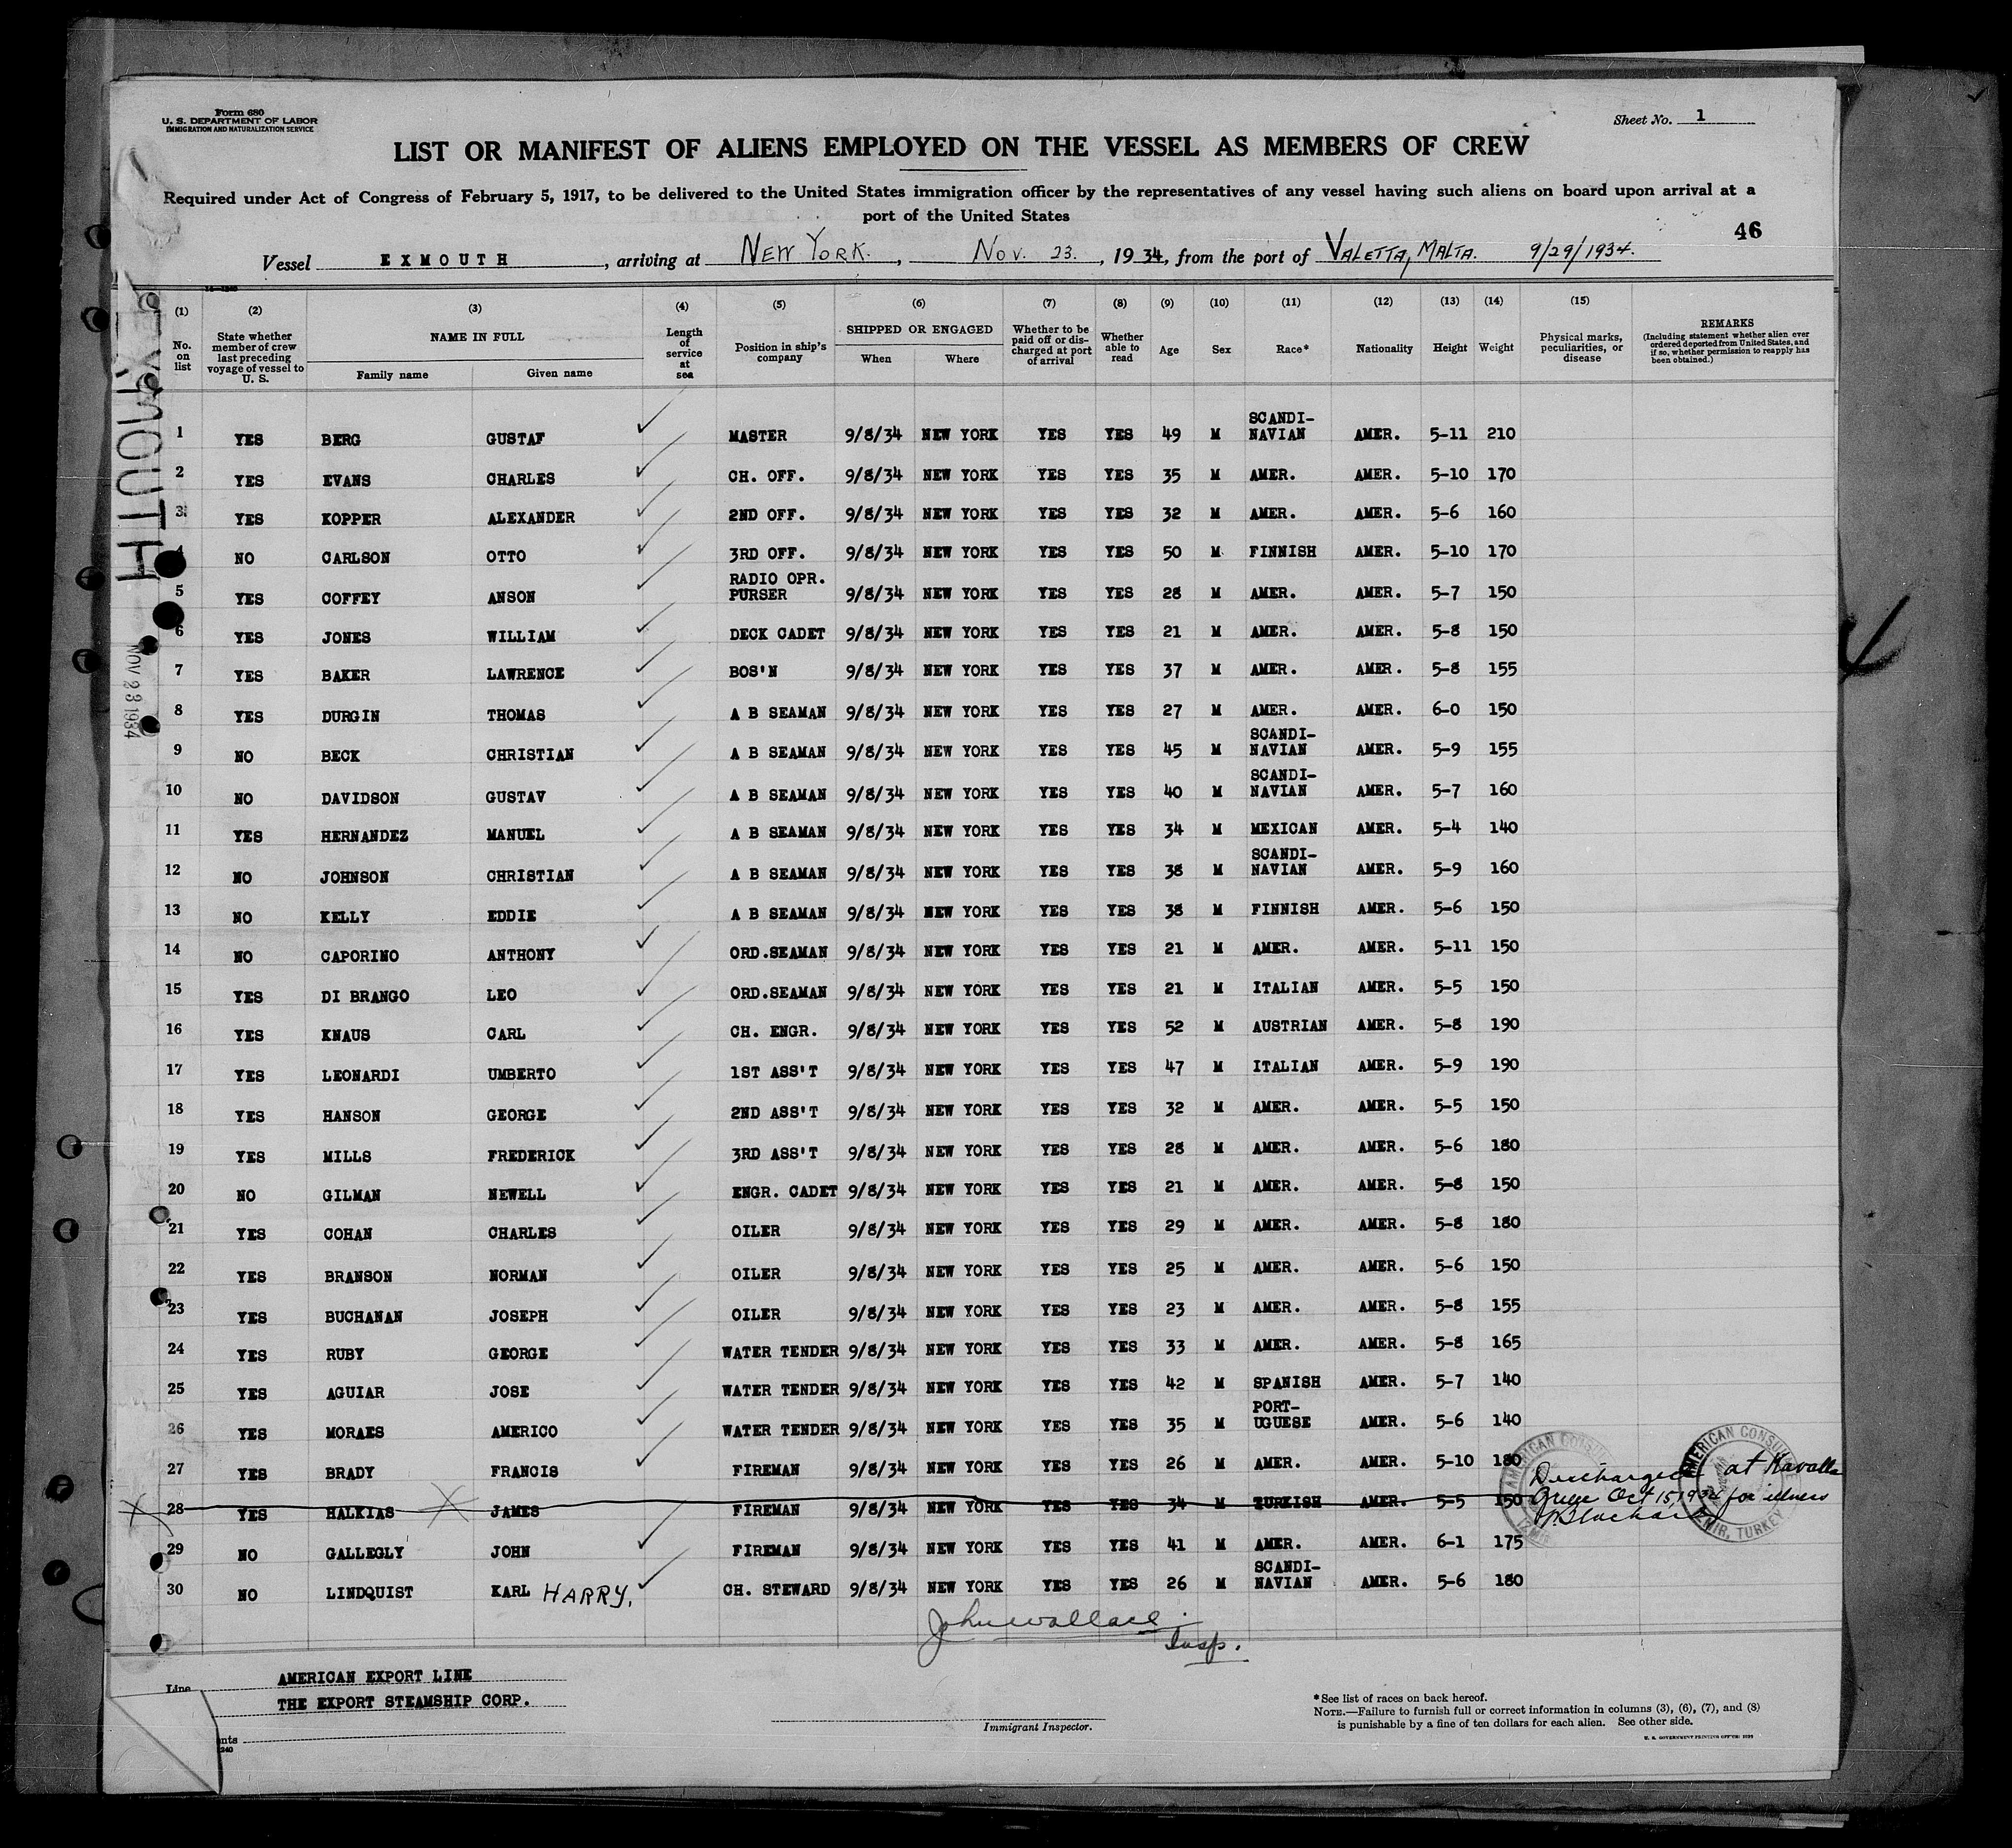 Form 680
U. S. DEPARTMENT OF LABOR
IMMIGRATION AND NATURALIZATION SERVICE
Sheet No. 1
LIST OR MANIFEST OF ALIENS EMPLOYED ON THE VESSEL AS MEMBERS OF CREW
Required under Act of Congress of February 5, 1917, to be delivered to the United States immigration officer by the representatives of any vessel having such aliens on board upon arrival at a
port of the United States
46
Vessel EXMOUTH, arriving at NEW YORK., NOV. 23., 1934, from the port of VALETTA, MALTA. 9/29/1934.
(1) No. on list (2) State whether member of crew last preceding voyage of vessel to U. S. (3) NAME IN FULL Family name Given name (4) Length of service at sea (5) Position in ship's company (6) SHIPPED OR ENGAGED When Where (7) Whether to be paid off or discharged at port of arrival (8) Whether able to read (9) Age (10) Sex (11) Race* (12) Nationality (13) Height (14) Weight (15) Physical marks, peculiarities, or disease REMARKS (Including statement whether alien ever ordered deported from United States, and if so, whether permission to reapply has been obtained.)
1 YES BERG GUSTAF MASTER 9/8/34 NEW YORK YES YES 49 M SCANDI-NAVIAN AMER. 5-11 210
2 YES EVANS CHARLES CH. OFF. 9/8/34 NEW YORK YES YES 35 M AMER. AMER. 5-10 170
3 YES KOPPER ALEXANDER 2ND OFF. 9/8/34 NEW YORK YES YES 32 M AMER. AMER. 5-6 160
4 NO CARLSON OTTO 3RD OFF. 9/8/34 NEW YORK YES YES 50 M FINNISH AMER. 5-10 170
5 YES COFFEY ANSON RADIO OPR. PURSER 9/8/34 NEW YORK YES YES 28 M AMER. AMER. 5-7 150
6 YES JONES WILLIAM DECK CADET 9/8/34 NEW YORK YES YES 21 M AMER. AMER. 5-8 150
7 YES BAKER LAWRENCE BOS'N 9/8/34 NEW YORK YES YES 37 M AMER. AMER. 5-8 155
8 YES DURGIN THOMAS A B SEAMAN 9/8/34 NEW YORK YES YES 27 M AMER. AMER. 6-0 150
9 NO BECK CHRISTIAN A B SEAMAN 9/8/34 NEW YORK YES YES 45 M SCANDI-NAVIAN AMER. 5-9 155
10 NO DAVIDSON GUSTAV A B SEAMAN 9/8/34 NEW YORK YES YES 40 M SCANDI-NAVIAN AMER. 5-7 160
11 YES HERNANDEZ MANUEL A B SEAMAN 9/8/34 NEW YORK YES YES 34 M MEXICAN AMER. 5-4 140
12 NO JOHNSON CHRISTIAN A B SEAMAN 9/8/34 NEW YORK YES YES 38 M SCANDI-NAVIAN AMER. 5-9 160
13 NO KELLY EDDIE A B SEAMAN 9/8/34 NEW YORK YES YES 38 M FINNISH AMER. 5-6 150
14 NO CAPORINO ANTHONY ORD.SEAMAN 9/8/34 NEW YORK YES YES 21 M AMER. AMER. 5-11 150
15 YES DI BRANGO LEO ORD.SEAMAN 9/8/34 NEW YORK YES YES 21 M ITALIAN AMER. 5-5 150
16 YES KNAUS CARL CH. ENGR. 9/8/34 NEW YORK YES YES 52 M AUSTRIAN AMER. 5-8 190
17 YES LEONARDI UMBERTO 1ST ASS'T 9/8/34 NEW YORK YES YES 47 M ITALIAN AMER. 5-9 190
18 YES HANSON GEORGE 2ND ASS'T 9/8/34 NEW YORK YES YES 32 M AMER. AMER. 5-5 150
19 YES MILLS FREDERICK 3RD ASS'T 9/8/34 NEW YORK YES YES 28 M AMER. AMER. 5-6 180
20 NO GILMAN NEWELL ENGR. CADET 9/8/34 NEW YORK YES YES 21 M AMER. AMER. 5-8 150
21 YES COHAN CHARLES OILER 9/8/34 NEW YORK YES YES 29 M AMER. AMER. 5-8 180
22 YES BRANSON NORMAN OILER 9/8/34 NEW YORK YES YES 25 M AMER. AMER. 5-6 150
23 YES BUCHANAN JOSEPH OILER 9/8/34 NEW YORK YES YES 23 M AMER. AMER. 5-8 155
24 YES RUBY GEORGE WATER TENDER 9/8/34 NEW YORK YES YES 33 M AMER. AMER. 5-8 165
25 YES AGUIAR JOSE WATER TENDER 9/8/34 NEW YORK YES YES 42 M SPANISH AMER. 5-7 140
26 YES MORAES AMERICO WATER TENDER 9/8/34 NEW YORK YES YES 35 M PORT-UGUESE AMER. 5-6 140
27 YES BRADY FRANCIS FIREMAN 9/8/34 NEW YORK YES YES 26 M AMER. AMER. 5-10 180
28 YES HALKIAS JAMES FIREMAN 9/8/34 NEW YORK YES YES 34 M TURKISH AMER. 5-5 150 Discharged at Kavalla Greece Oct 15, 1934 for illness
AMERICAN CONSUL IZMIR, TURKEY
29 NO GALLEGLY JOHN FIREMAN 9/8/34 NEW YORK YES YES 41 M AMER. AMER. 6-1 175
30 NO LINDQUIST KARL HARRY. CH. STEWARD 9/8/34 NEW YORK YES YES 26 M SCANDI-NAVIAN AMER. 5-6 180
John Wallace Insp.
Line AMERICAN EXPORT LINE
THE EXPORT STEAMSHIP CORP.
Immigrant Inspector.
*See list of races on back hereof.
NOTE.—Failure to furnish full or correct information in columns (3), (6), (7), and (8)
is punishable by a fine of ten dollars for each alien. See other side.
U. S. GOVERNMENT PRINTING OFFICE
EXMOUTH
NOV 23 1934